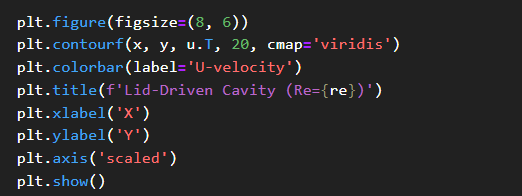 plt.figure(figsize=(8, 6))
plt.contourf(x, y, u.T, 20, cmap='viridis')
plt.colorbar(label='U-velocity')
plt.title(f'Lid-Driven Cavity (Re={re})')
plt.xlabel('X')
plt.ylabel('Y')
plt.axis('scaled')
plt.show()